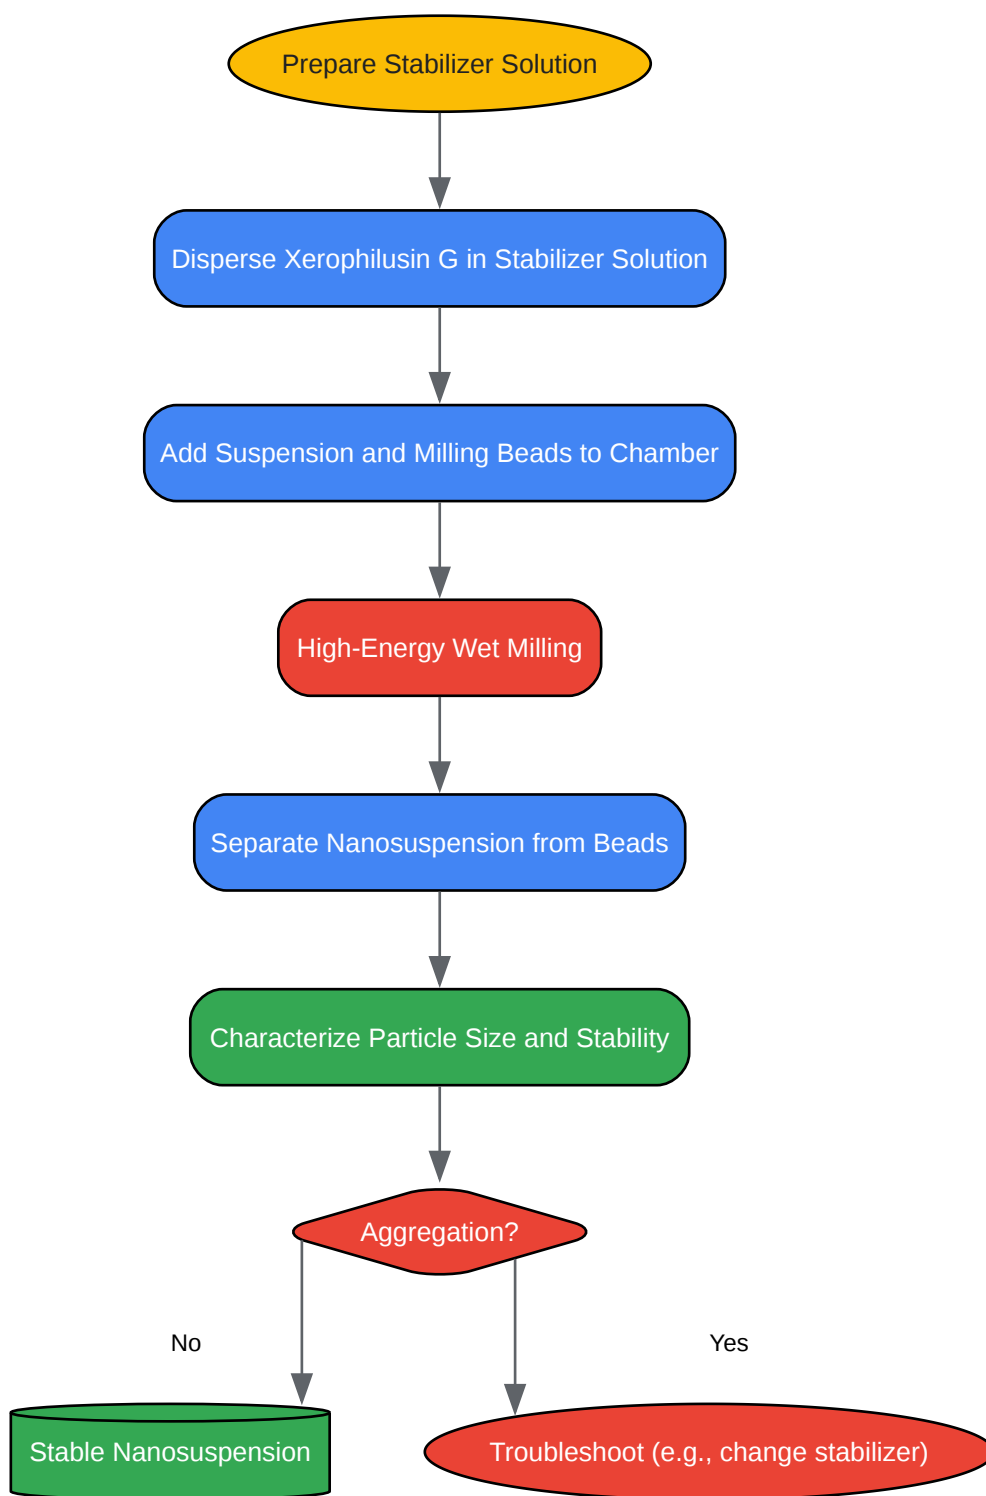 Prepare Stabilizer Solution
Disperse Xerophilusin G in Stabilizer Solution
Add Suspension and Milling Beads to Chamber
High-Energy Wet Milling
Separate Nanosuspension from Beads
Characterize Particle Size and Stability
Aggregation?
No
Yes
Stable Nanosuspension
Troubleshoot (e.g., change stabilizer)